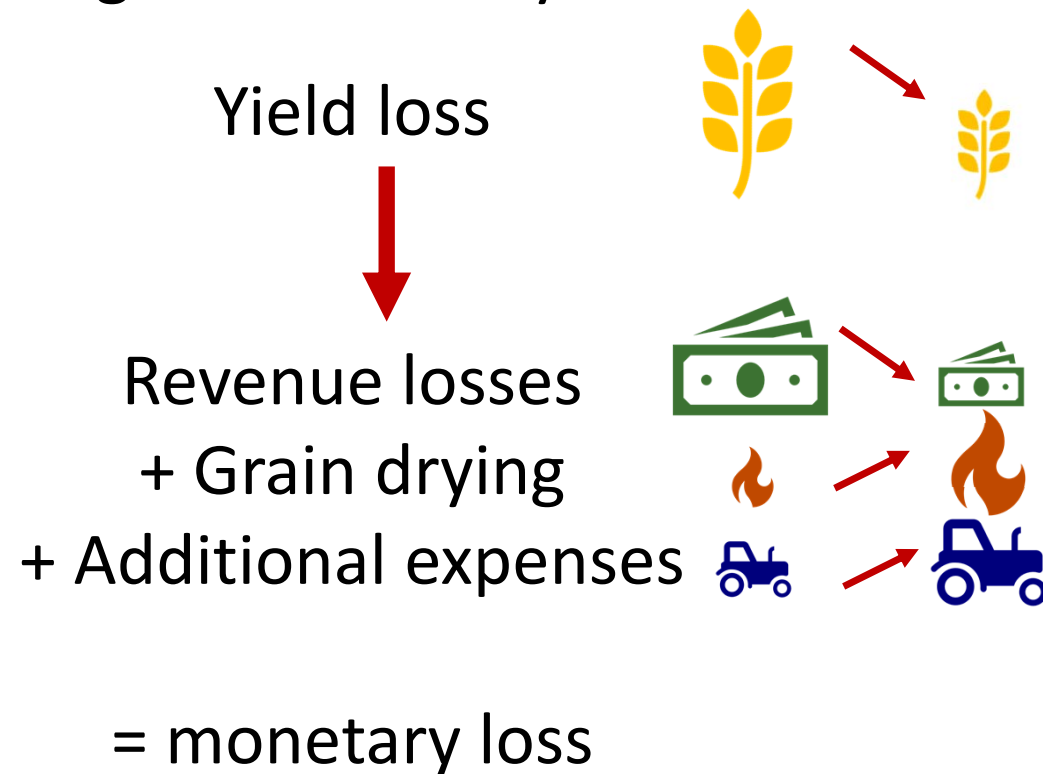 Yield loss
Revenue losses
+ Grain drying
+ Additional expenses
= monetary loss